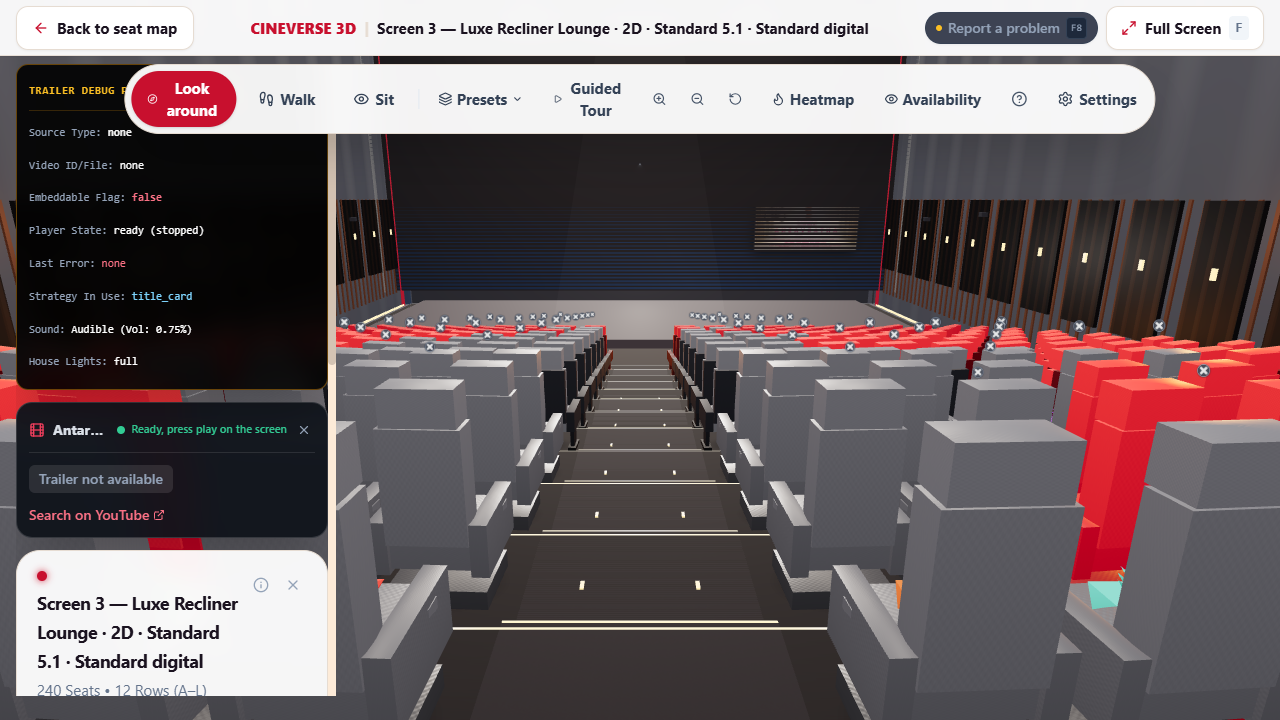 Back to seat map
CINEVERSE 3D | Screen 3 — Luxe Recliner Lounge · 2D · Standard 5.1 · Standard digital
Report a problem F8
Full Screen F
TRAILER DEBUG
Look around
Walk
Sit
Presets
Guided Tour
Heatmap
Availability
Settings
Source Type: none
Video ID/File: none
Embeddable Flag: false
Player State: ready (stopped)
Last Error: none
Strategy In Use: title_card
Sound: Audible (Vol: 0.75%)
House Lights: full
Antar... Ready, press play on the screen
Trailer not available
Search on YouTube
Screen 3 — Luxe Recliner
Lounge · 2D · Standard
5.1 · Standard digital
240 Seats • 12 Rows (A–L)